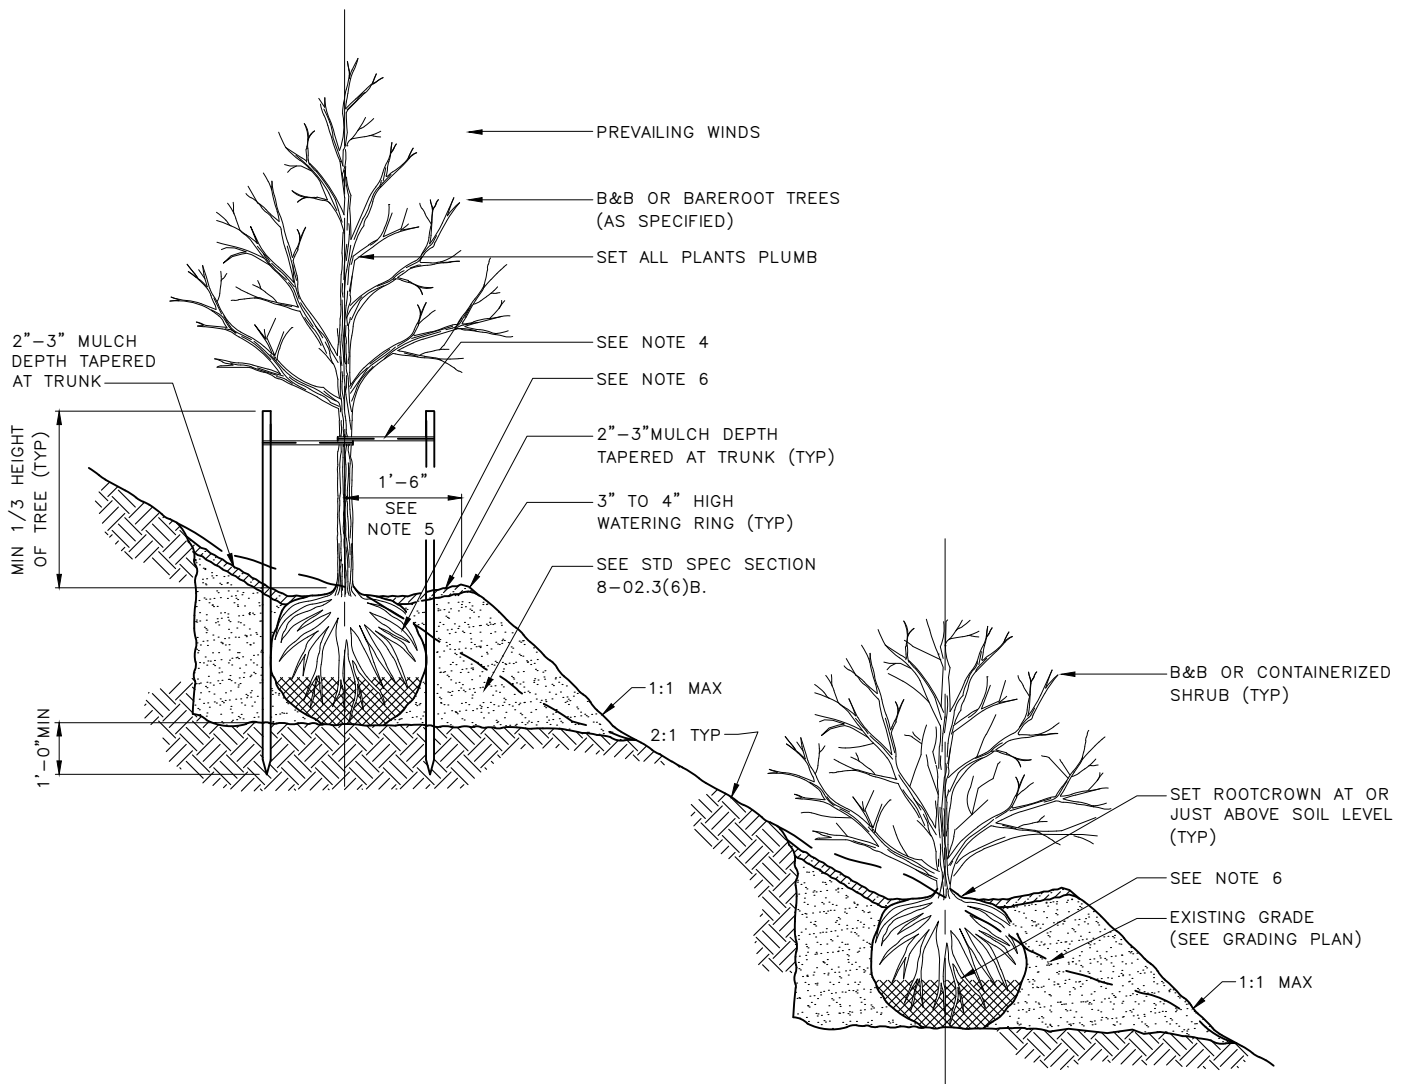 PREVAILING WINDS
B&B OR BAREROOT TREES
(AS SPECIFIED)
SET ALL PLANTS PLUMB
2"-3" MULCH
DEPTH TAPERED
AT TRUNK
SEE NOTE 4
SEE NOTE 6
2"-3"MULCH DEPTH
TAPERED AT TRUNK (TYP)
MIN 1/3 HEIGHT
OF TREE (TYP)
1'-6"
SEE
NOTE 5
3" TO 4" HIGH
WATERING RING (TYP)
SEE STD SPEC SECTION
8-02.3(6)B.
1:1 MAX
2:1 TYP
1'-0"MIN
B&B OR CONTAINERIZED
SHRUB (TYP)
SET ROOTCROWN AT OR
JUST ABOVE SOIL LEVEL
(TYP)
SEE NOTE 6
EXISTING GRADE
(SEE GRADING PLAN)
1:1 MAX